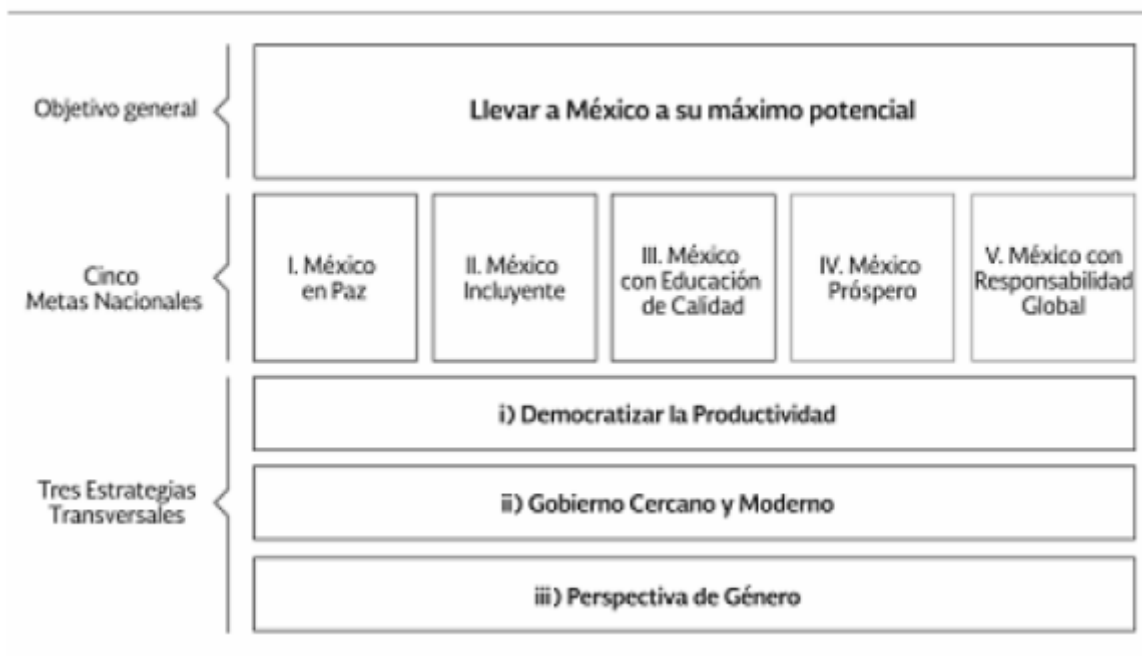 Objetivo general
Llevar a México a su máximo potencial
Cinco
Metas Nacionales
I. México
en Paz
II. México
Incluyente
III. México
con Educación
de Calidad
IV. México
Próspero
V. México con
Responsabilidad
Global
Tres Estrategias
Transversales
i) Democratizar la Productividad
ii) Gobierno Cercano y Moderno
iii) Perspectiva de Género